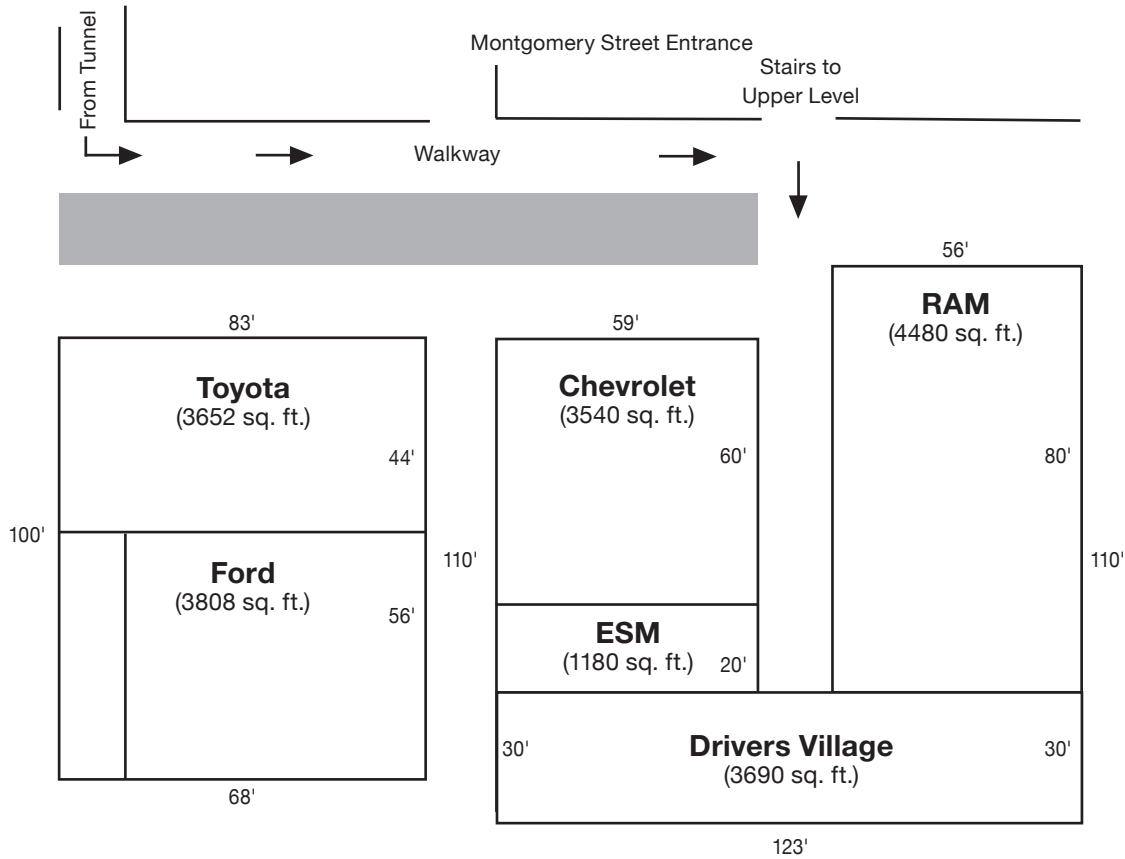 From Tunnel
Montgomery Street Entrance
Stairs to
Upper Level
Walkway
56'
RAM
(4480 sq. ft.)
83'
59'
Toyota
(3652 sq. ft.)
Chevrolet
(3540 sq. ft.)
44'
60'
80'
100'
110'
110'
Ford
(3808 sq. ft.)
56'
ESM
(1180 sq. ft.)
20'
30'
Drivers Village
(3690 sq. ft.)
30'
68'
123'